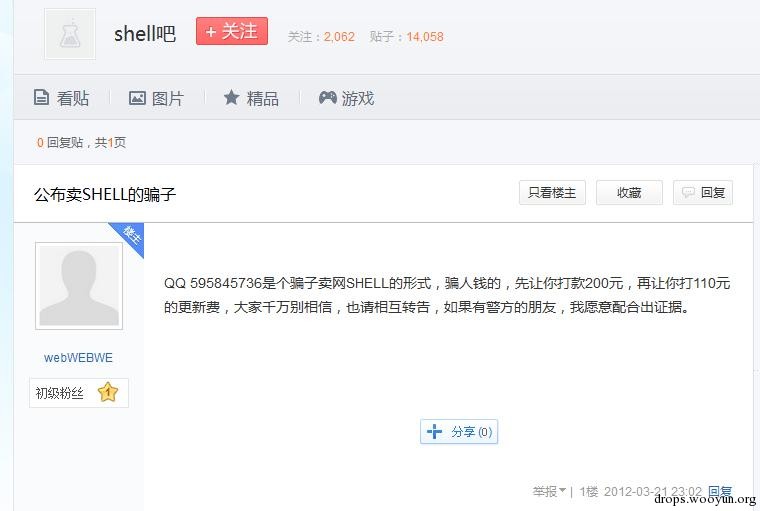 shell吧
+ 关注
关注：2,062 贴子：14,058
看贴 图片 精品 游戏
0 回复贴，共1页
公布卖SHELL的骗子
只看楼主 收藏 回复
楼主
QQ 595845736是个骗子卖网SHELL的形式，骗人钱的，先让你打款200元，再让你打110元
的更新费，大家千万别相信，也请相互转告，如果有警方的朋友，我愿意配合出证据。
webWEBWE
初级粉丝 1
分享 (0)
举报 | 1楼 2012-03-21 23:02 回复
drops.wooyun.org